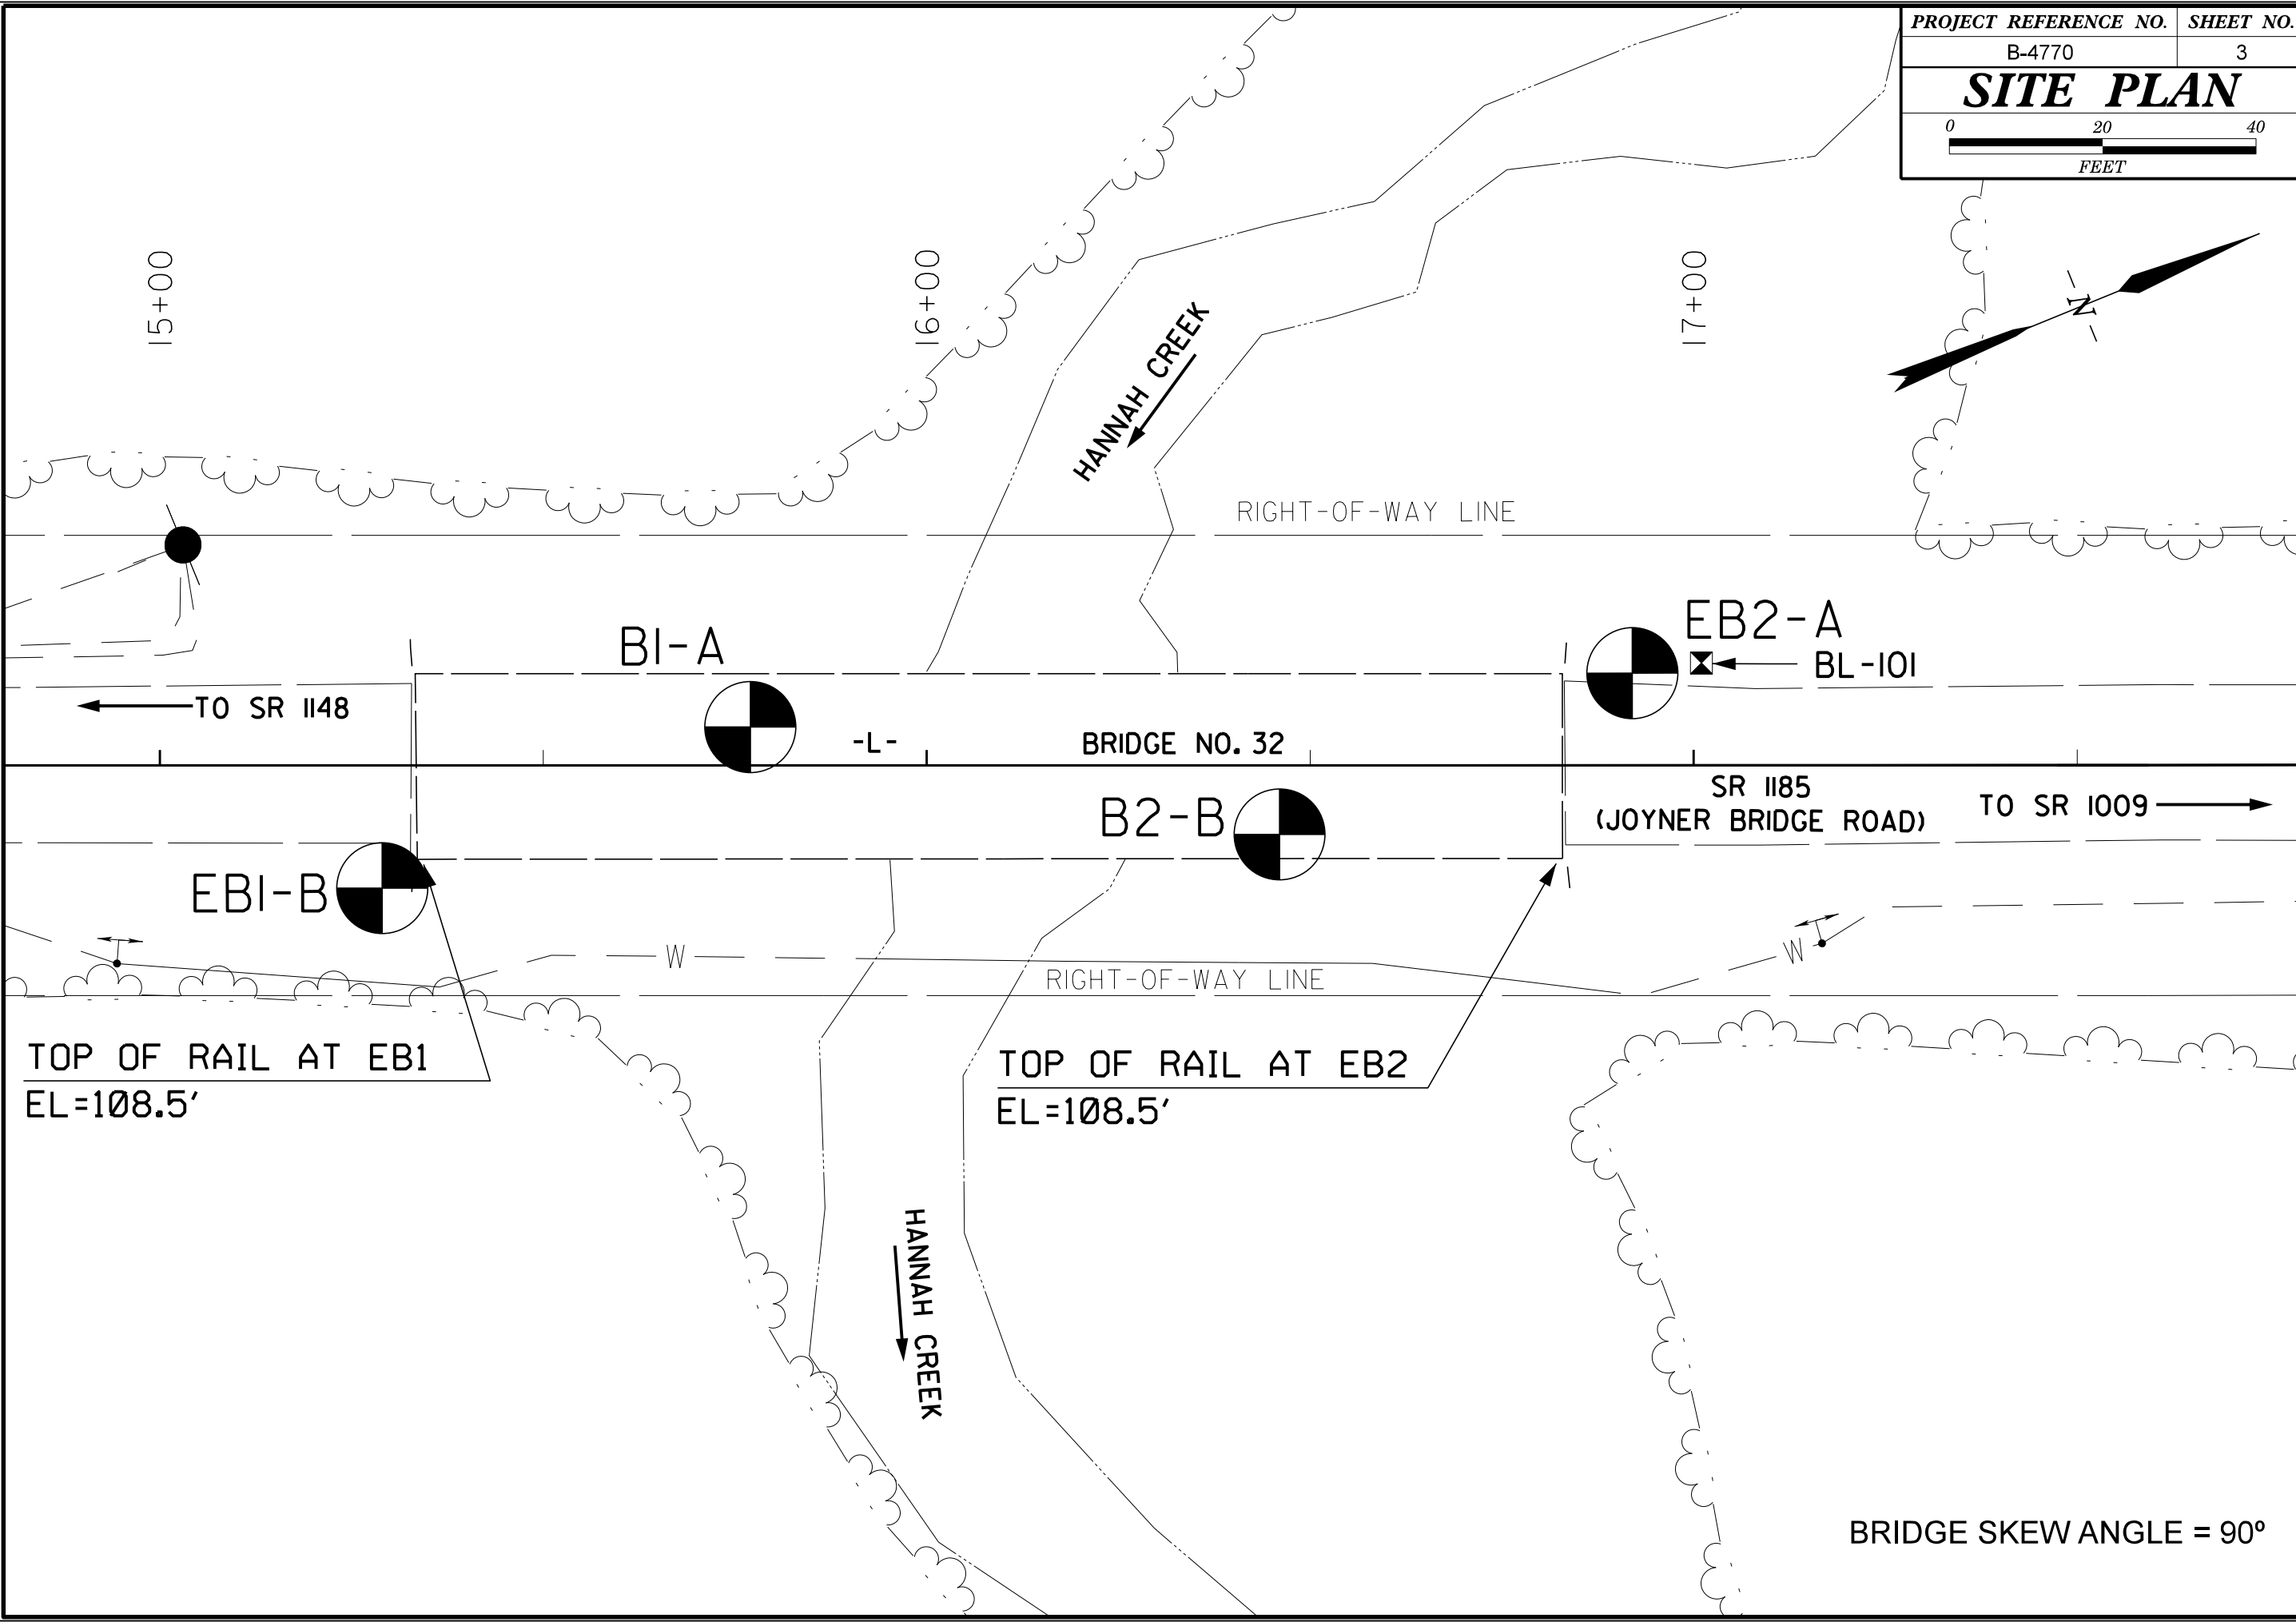 PROJECT REFERENCE NO. SHEET NO.
B-4770 3
SITE PLAN
0 20 40
FEET
15+00
16+00
17+00
-N-
HANNAH CREEK
RIGHT-OF-WAY LINE
B1-A
EB2-A
BL-101
TO SR 1148
-L-
BRIDGE NO. 32
SR 1185
(JOYNER BRIDGE ROAD)
TO SR 1009
B2-B
EB1-B
W
W
RIGHT-OF-WAY LINE
TOP OF RAIL AT EB1
EL=108.5'
TOP OF RAIL AT EB2
EL=108.5'
HANNAH CREEK
BRIDGE SKEW ANGLE = 90º